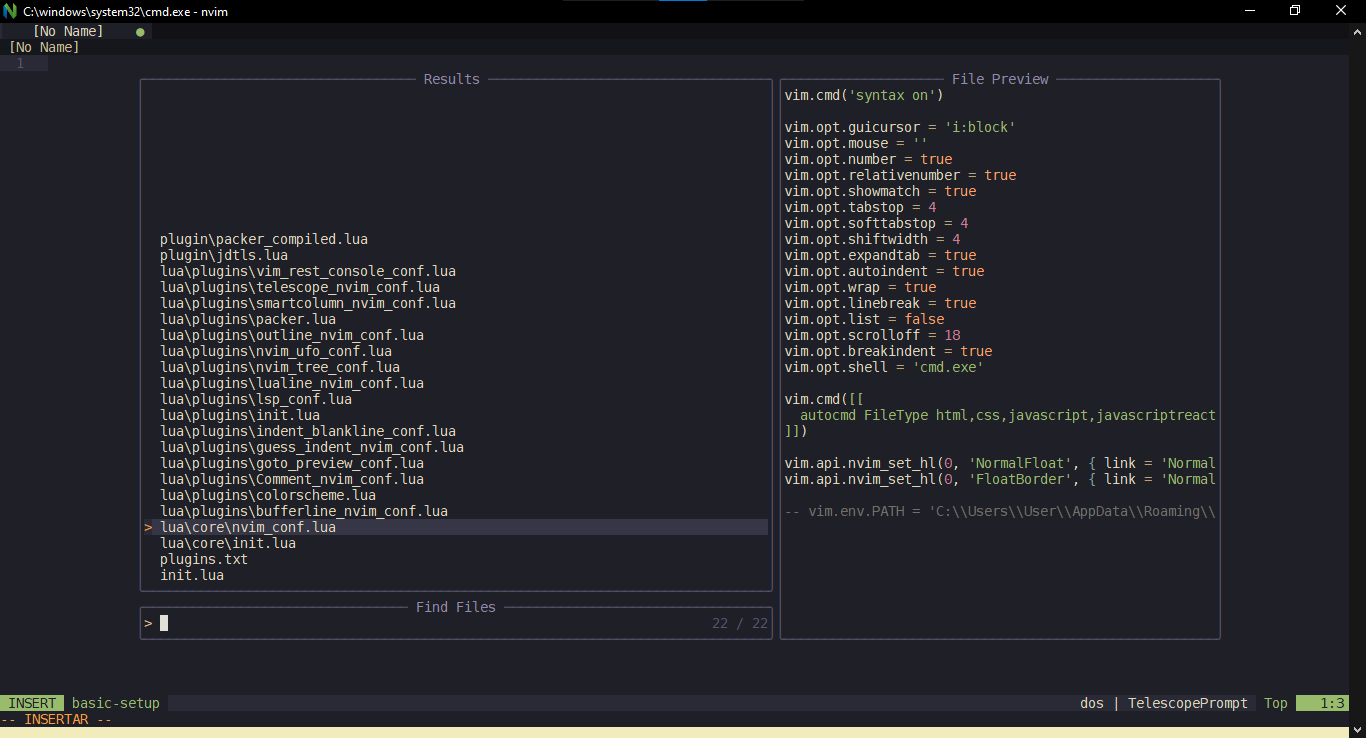 C:\windows\system32\cmd.exe - nvim
[No Name]
[No Name]
1
Results
plugin\packer_compiled.lua
plugin\jdtls.lua
lua\plugins\vim_rest_console_conf.lua
lua\plugins\telescope_nvim_conf.lua
lua\plugins\smartcolumn_nvim_conf.lua
lua\plugins\packer.lua
lua\plugins\outline_nvim_conf.lua
lua\plugins\nvim_ufo_conf.lua
lua\plugins\nvim_tree_conf.lua
lua\plugins\lualine_nvim_conf.lua
lua\plugins\lsp_conf.lua
lua\plugins\init.lua
lua\plugins\indent_blankline_conf.lua
lua\plugins\guess_indent_nvim_conf.lua
lua\plugins\goto_preview_conf.lua
lua\plugins\Comment_nvim_conf.lua
lua\plugins\colorscheme.lua
lua\plugins\bufferline_nvim_conf.lua
> lua\core\nvim_conf.lua
lua\core\init.lua
plugins.txt
init.lua
Find Files
> 22 / 22
File Preview
vim.cmd('syntax on')
vim.opt.guicursor = 'i:block'
vim.opt.mouse = ''
vim.opt.number = true
vim.opt.relativenumber = true
vim.opt.showmatch = true
vim.opt.tabstop = 4
vim.opt.softtabstop = 4
vim.opt.shiftwidth = 4
vim.opt.expandtab = true
vim.opt.autoindent = true
vim.opt.wrap = true
vim.opt.linebreak = true
vim.opt.list = false
vim.opt.scrolloff = 18
vim.opt.breakindent = true
vim.opt.shell = 'cmd.exe'
vim.cmd([[
autocmd FileType html,css,javascript,javascriptreact
]])
vim.api.nvim_set_hl(0, 'NormalFloat', { link = 'Normal
vim.api.nvim_set_hl(0, 'FloatBorder', { link = 'Normal
-- vim.env.PATH = 'C:\\Users\\User\\AppData\\Roaming\\
INSERT basic-setup dos | TelescopePrompt Top 1:3
-- INSERTAR --